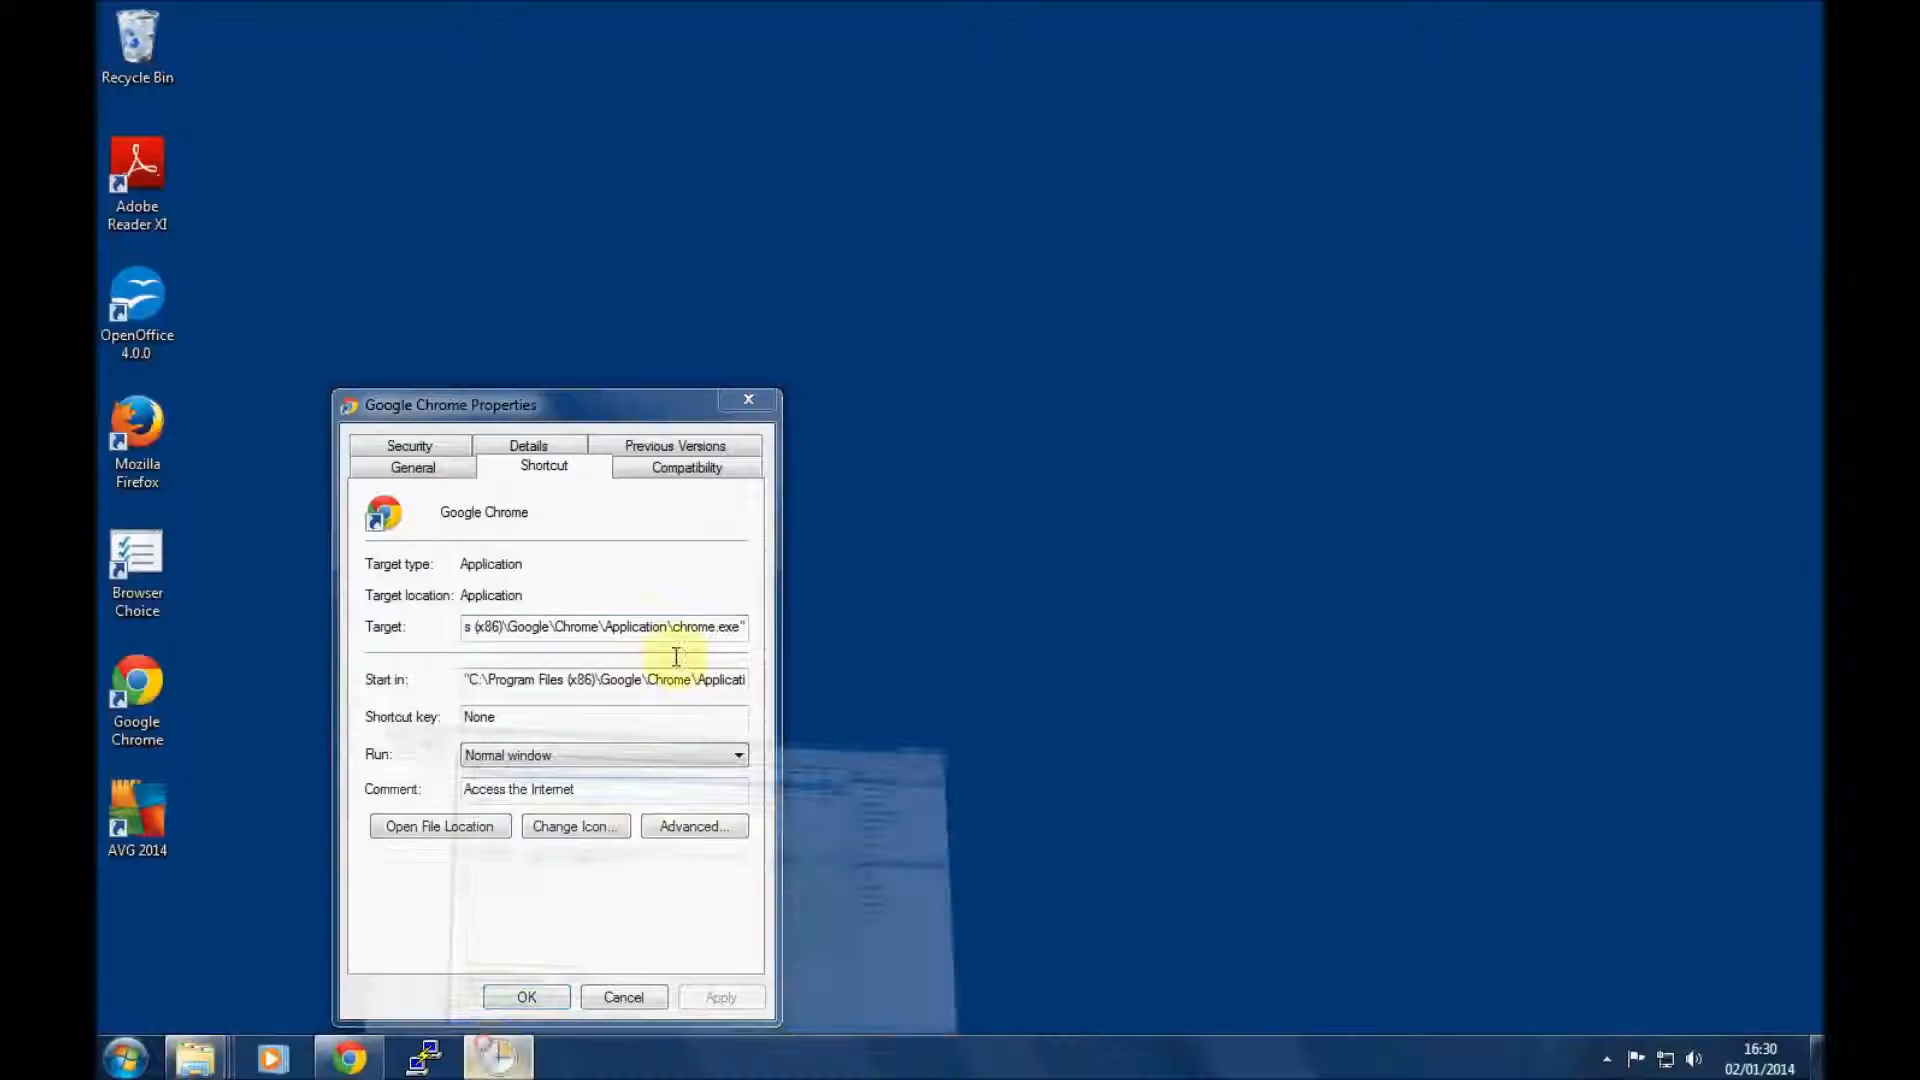 Recycle Bin
Adobe
Reader XI
OpenOffice
4.0.0
Mozilla
Firefox
Browser
Choice
Google
Chrome
AVG 2014
Google Chrome Properties
Security
Details
Previous Versions
General
Shortcut
Compatibility
Google Chrome
Target type:
Application
Target location:
Application
Target:
s (x86)\Google\Chrome\Application\chrome.exe"
Start in:
"C:\Program Files (x86)\Google\Chrome\Applicati
Shortcut key:
None
Run:
Normal window
Comment:
Access the Internet
Open File Location
Change Icon...
Advanced...
OK
Cancel
Apply
16:30
02/01/2014